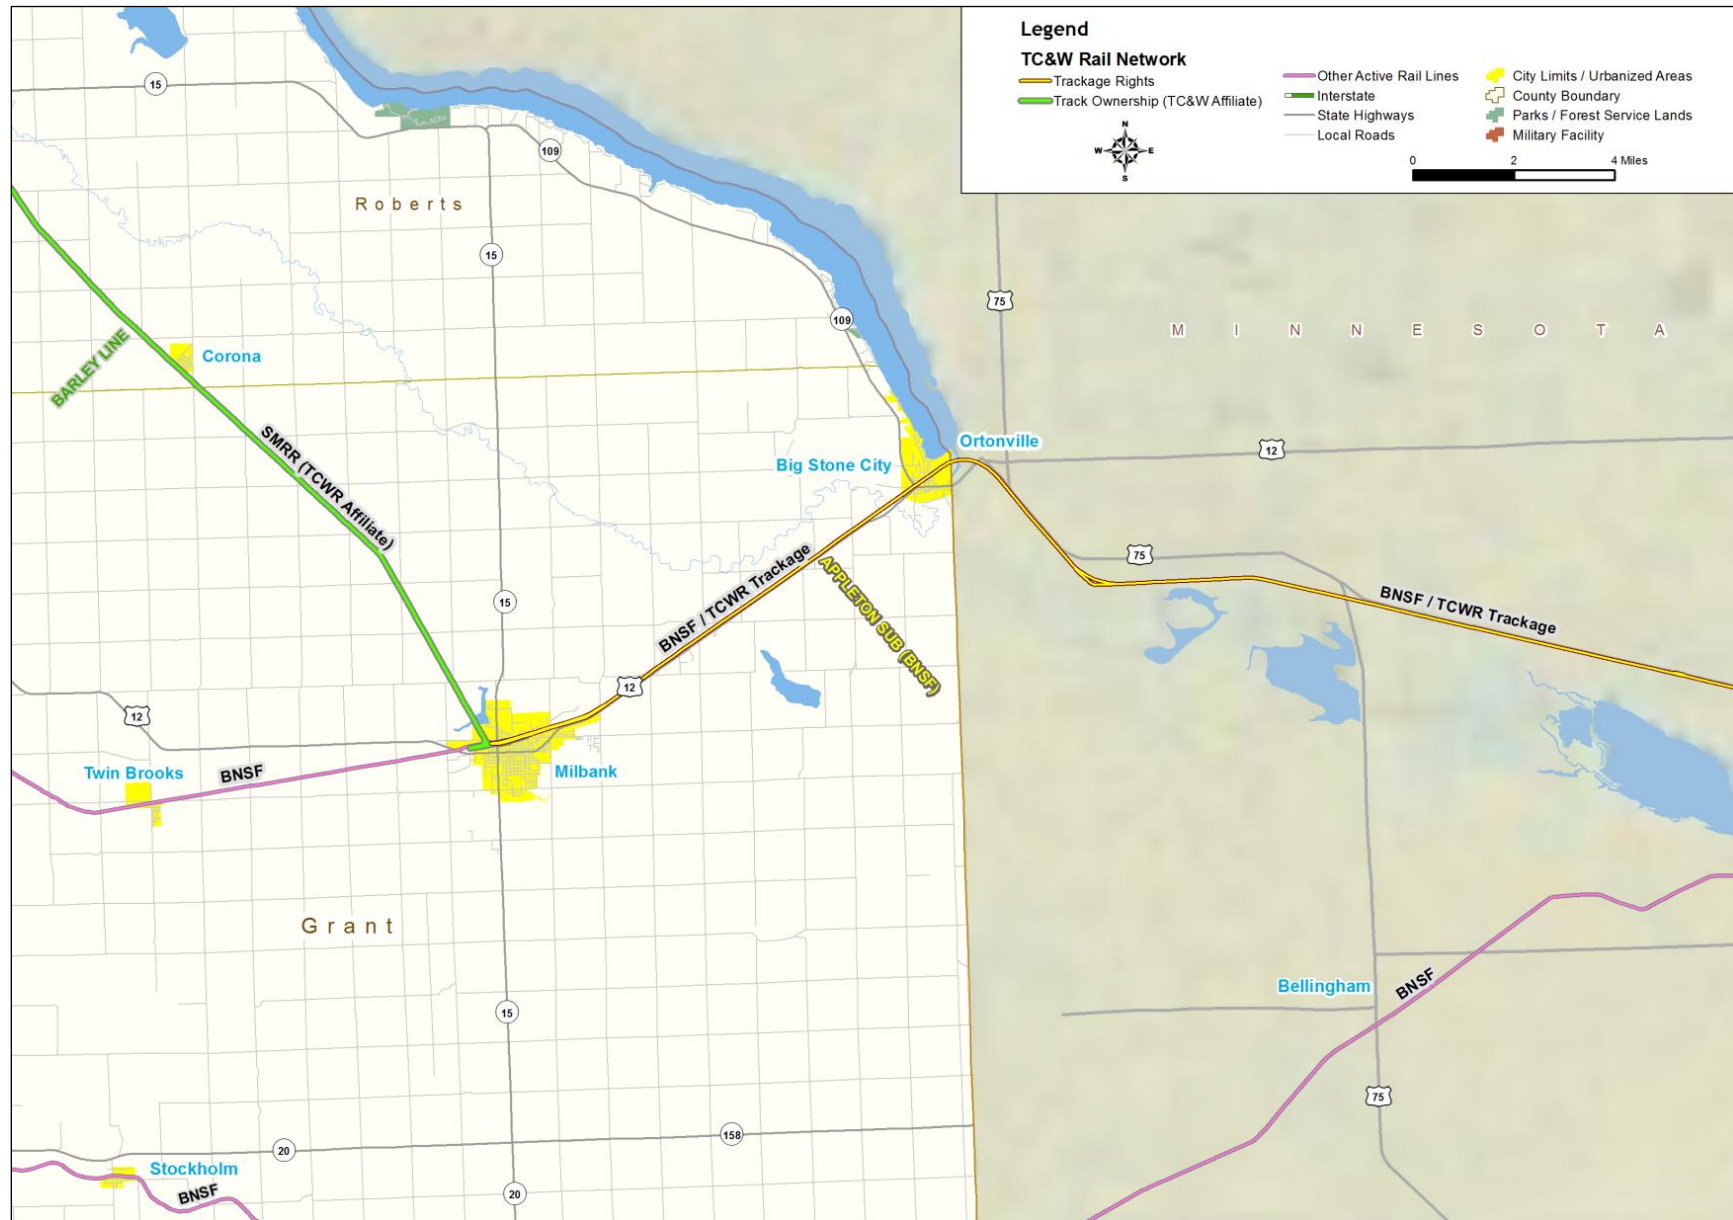 Legend
TC&W Rail Network
Trackage Rights
Track Ownership (TC&W Affiliate)
Other Active Rail Lines
Interstate
State Highways
Local Roads
City Limits / Urbanized Areas
County Boundary
Parks / Forest Service Lands
Military Facility
N
W
E
S
0
2
4 Miles
15
109
Roberts
15
75
109
MINNESOTA
BARLEY LINE
Corona
SMRR (TCWR Affiliate)
Ortonville
12
Big Stone City
75
BNSF / TCWR Trackage
APPLETON SUB (BNSF)
BNSF / TCWR Trackage
15
12
12
Twin Brooks
BNSF
Milbank
Grant
Bellingham
BNSF
15
75
158
20
Stockholm
BNSF
20